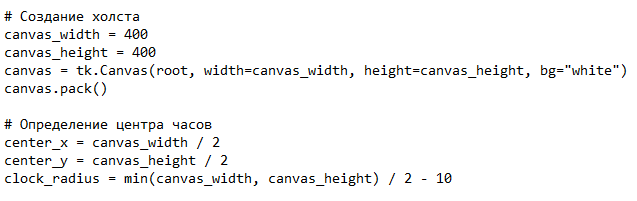 # Создание холста
canvas_width = 400
canvas_height = 400
canvas = tk.Canvas(root, width=canvas_width, height=canvas_height, bg="white")
canvas.pack()

# Определение центра часов
center_x = canvas_width / 2
center_y = canvas_height / 2
clock_radius = min(canvas_width, canvas_height) / 2 - 10